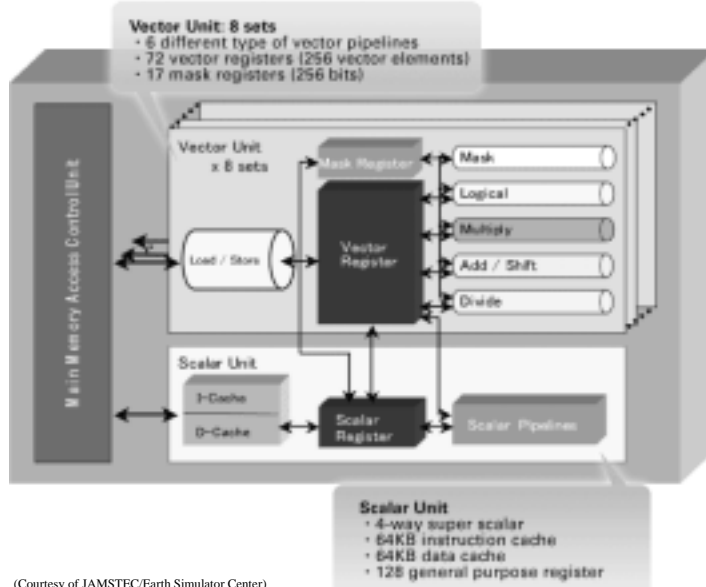 Vector Unit: 8 sets
・6 different type of vector pipelines
・72 vector registers (256 vector elements)
・17 mask registers (256 bits)
Main Memory Access Control Unit
Vector Unit
x 8 sets
Mask Register
Mask
Logical
Multiply
Add / Shift
Divide
Load / Store
Vector
Register
Scalar Unit
I-Cache
D-Cache
Scalar
Register
Scalar Pipelines
Scalar Unit
・4-way super scalar
・64KB instruction cache
・64KB data cache
・128 general purpose register
(Courtesy of JAMSTEC/Earth Simulator Center)